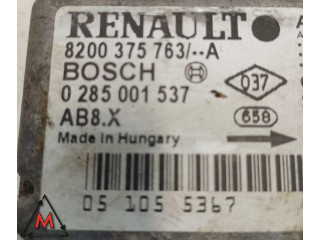 RENAULT A
8200 375 763/--A
BOSCH
0 285 001 537
037
AB8.X
658
Made in Hungary
05 105 5367
M